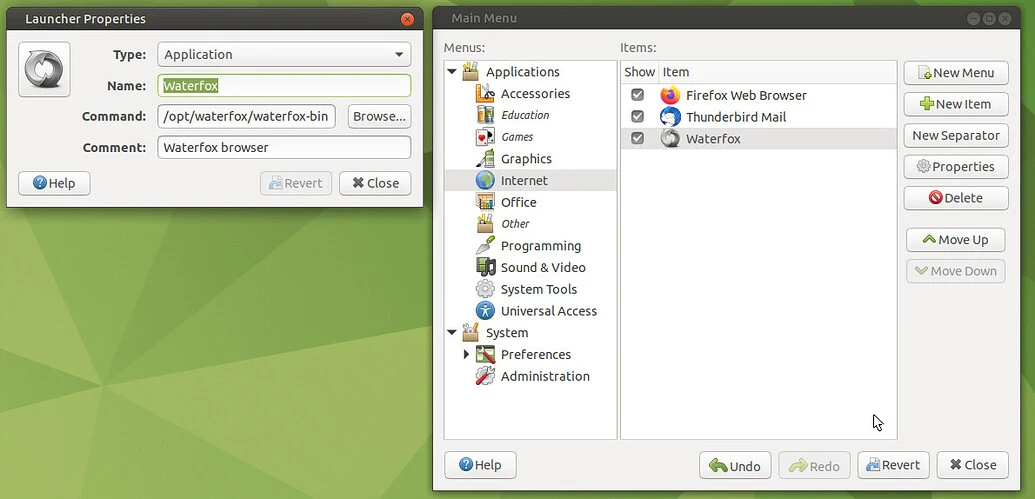 Launcher Properties
Type: Application
Name: Waterfox
Command: /opt/waterfox/waterfox-bin Browse...
Comment: Waterfox browser
Help Revert Close
Main Menu
Menus: Items:
Applications
Accessories
Education
Games
Graphics
Internet
Office
Other
Programming
Sound & Video
System Tools
Universal Access
System
Preferences
Administration
Show Item
Firefox Web Browser
Thunderbird Mail
Waterfox
New Menu
New Item
New Separator
Properties
Delete
Move Up
Move Down
Help Undo Redo Revert Close